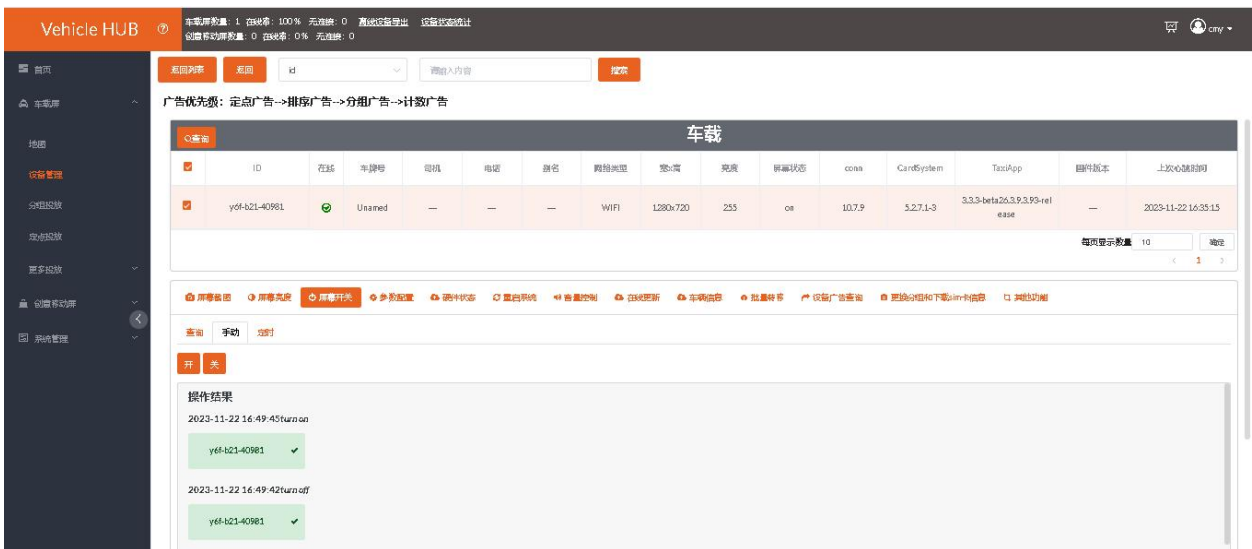 Vehicle HUB
车载屏数量: 1 在线率: 100% 无连接: 0 离线设备导出 设备状态统计
创意移动屏数量: 0 在线率: 0% 无连接: 0
cmy
首页
车载屏
地图
设备管理
分组投放
定点投放
更多投放
创意移动屏
系统管理
返回列表 返回 id 请输入内容 搜索
广告优先级: 定点广告-->排序广告-->分组广告-->计数广告
查询 车载
ID 在线 车牌号 司机 电话 别名 网络类型 宽x高 亮度 屏幕状态 conn CardSystem TaxiApp 固件版本 上次心跳时间
y6f-b21-40981 Unamed — — — WIFI 1280x720 255 on 10.7.9 5.2.7.1-3 3.3.3-beta26.3.9.3.93-rel
ease — 2023-11-22 16:35:15
每页显示数量 10 确定
< 1 >
屏幕截图 屏幕亮度 屏幕开关 参数配置 硬件状态 重启系统 音量控制 在线更新 车辆信息 批量转移 设备广告查询 更换分组和下载sim卡信息 其他功能
查询 手动 定时
开 关
操作结果
2023-11-22 16:49:45turn on
y6f-b21-40981
2023-11-22 16:49:42turn off
y6f-b21-40981